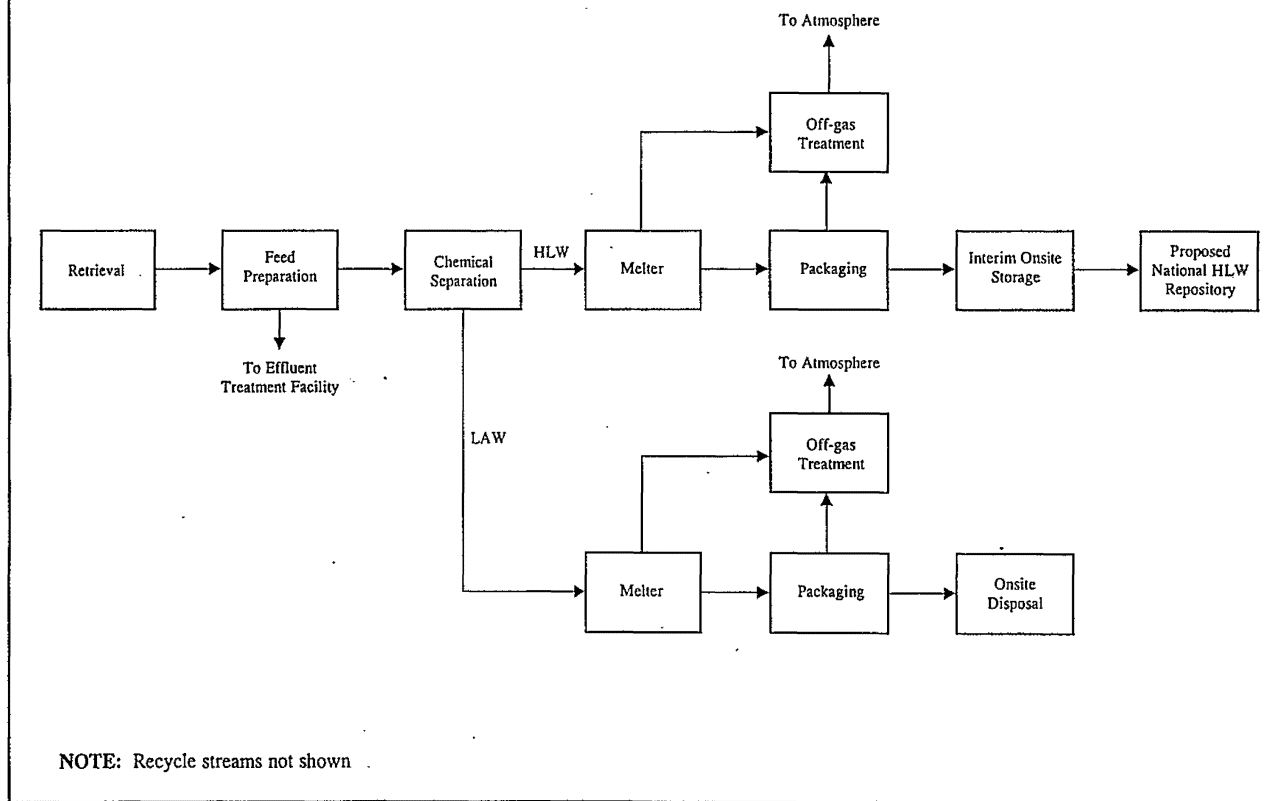 To Atmosphere
Off-gas
Treatment
Retrieval
Feed
Preparation
Chemical
Separation
HLW
Melter
Packaging
Interim Onsite
Storage
Proposed
National HLW
Repository
To Effluent
Treatment Facility
To Atmosphere
LAW
Off-gas
Treatment
Melter
Packaging
Onsite
Disposal
NOTE: Recycle streams not shown